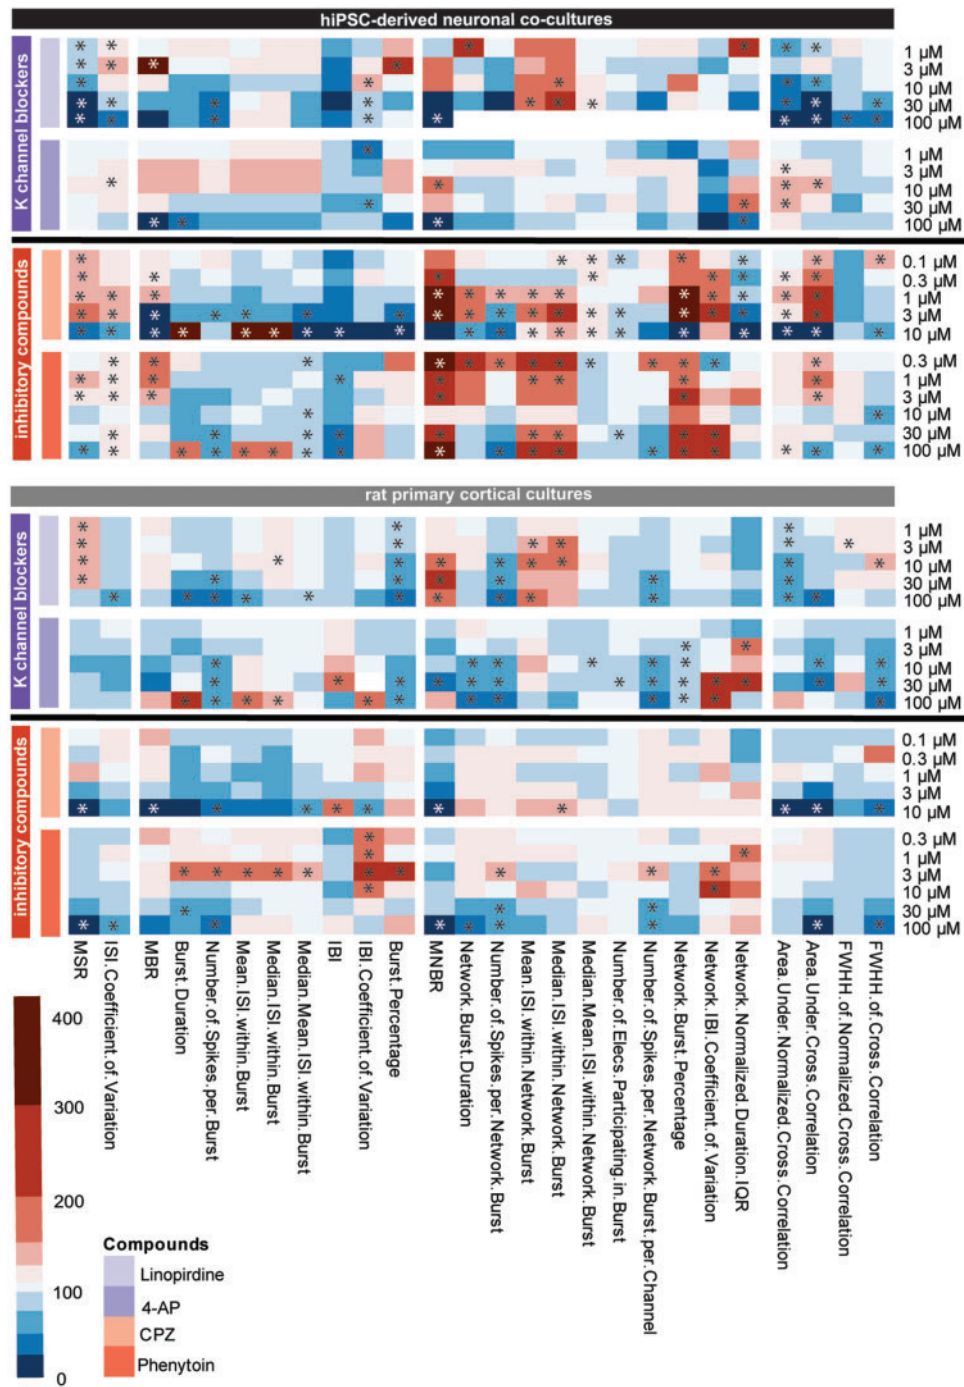 hiPSC-derived neuronal co-cultures
K channel blockers
1 µM
3 µM
10 µM
30 µM
100 µM
1 µM
3 µM
10 µM
30 µM
100 µM
inhibitory compounds
0.1 µM
0.3 µM
1 µM
3 µM
10 µM
0.3 µM
1 µM
3 µM
10 µM
30 µM
100 µM
rat primary cortical cultures
K channel blockers
1 µM
3 µM
10 µM
30 µM
100 µM
1 µM
3 µM
10 µM
30 µM
100 µM
inhibitory compounds
0.1 µM
0.3 µM
1 µM
3 µM
10 µM
0.3 µM
1 µM
3 µM
10 µM
30 µM
100 µM
MSR
ISI.Coefficient.of.Variation
MBR
Burst.Duration
Number.of.Spikes.per.Burst
Mean.ISI.within.Burst
Median.ISI.within.Burst
Median.Mean.ISI.within.Burst
IBI
IBI.Coefficient.of.Variation
Burst.Percentage
MNBR
Network.Burst.Duration
Number.of.Spikes.per.Network.Burst
Mean.ISI.within.Network.Burst
Median.ISI.within.Network.Burst
Median.Mean.ISI.within.Network.Burst
Number.of.Elecs.Participating.in.Burst
Number.of.Spikes.per.Network.Burst.per.Channel
Network.Burst.Percentage
Network.IBI.Coefficient.of.Variation
Network.Normalized.Duration.IQR
Area.Under.Normalized.Cross.Correlation
Area.Under.Cross.Correlation
FWHH.of.Normalized.Cross.Correlation
FWHH.of.Cross.Correlation
400
300
200
100
0
Compounds
Linopirdine
4-AP
CPZ
Phenytoin